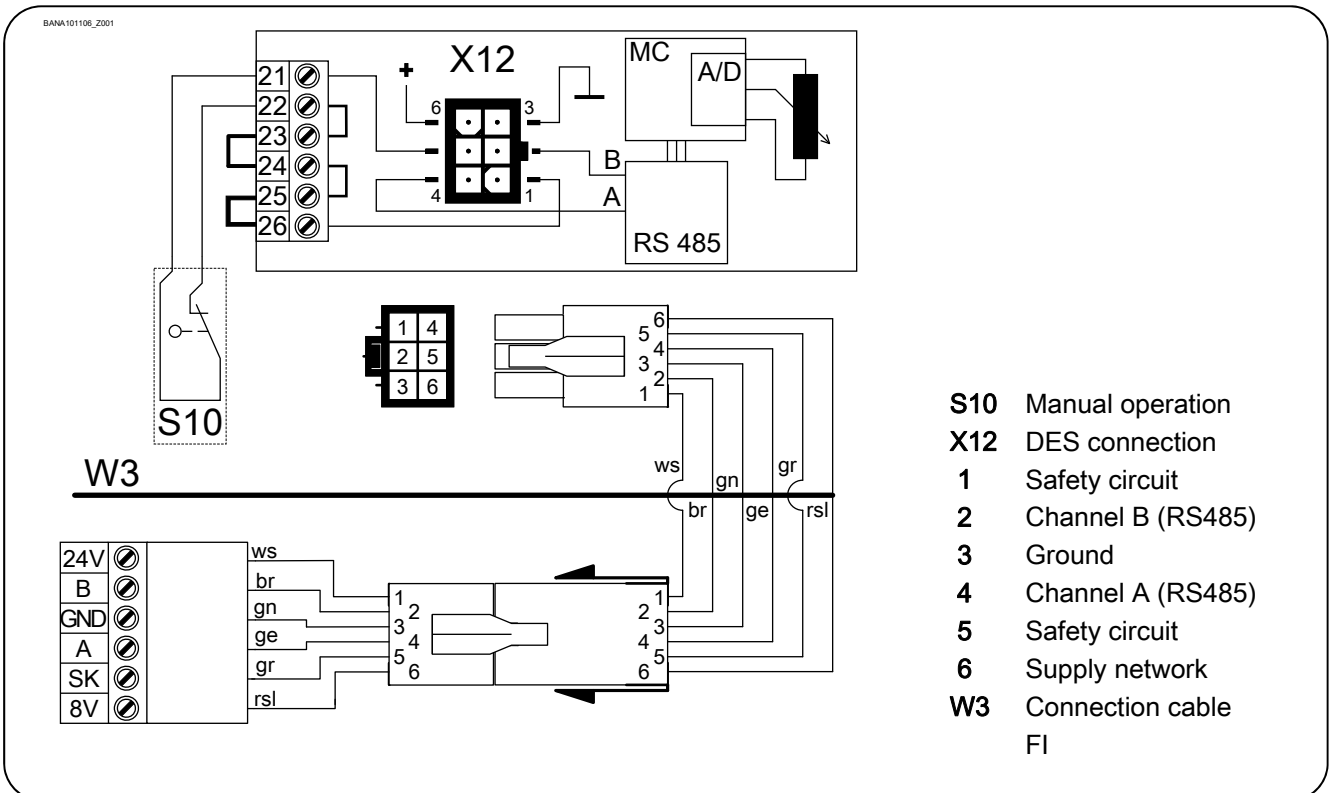 BANA101106_Z001
X12
MC
A/D
21
22
23
24
25
26
+
6
3
4
1
B
A
RS 485
S10
1 4
2 5
3 6
6
5
4
3
2
1
W3
ws
gn
gr
br
ge
rsl
24V
B
GND
A
SK
8V
ws
br
gn
ge
gr
rsl
1
2
3
4
5
6
1
2
3
4
5
6
S10 Manual operation
X12 DES connection
1 Safety circuit
2 Channel B (RS485)
3 Ground
4 Channel A (RS485)
5 Safety circuit
6 Supply network
W3 Connection cable
FI